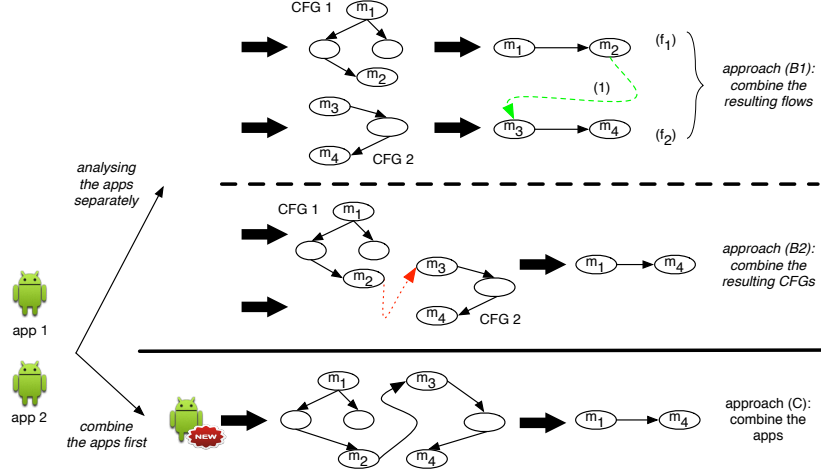 CFG 1
m1
m2
m1
m2
(f1)
(1)
approach (B1):
combine the
resulting flows
m3
m4
CFG 2
m3
m4
(f2)
analysing
the apps
separately
CFG 1
m1
m2
m3
m4
CFG 2
m1
m4
approach (B2):
combine the
resulting CFGs
app 1
app 2
combine
the apps first
NEW
m1
m2
m3
m4
m1
m4
approach (C):
combine the
apps